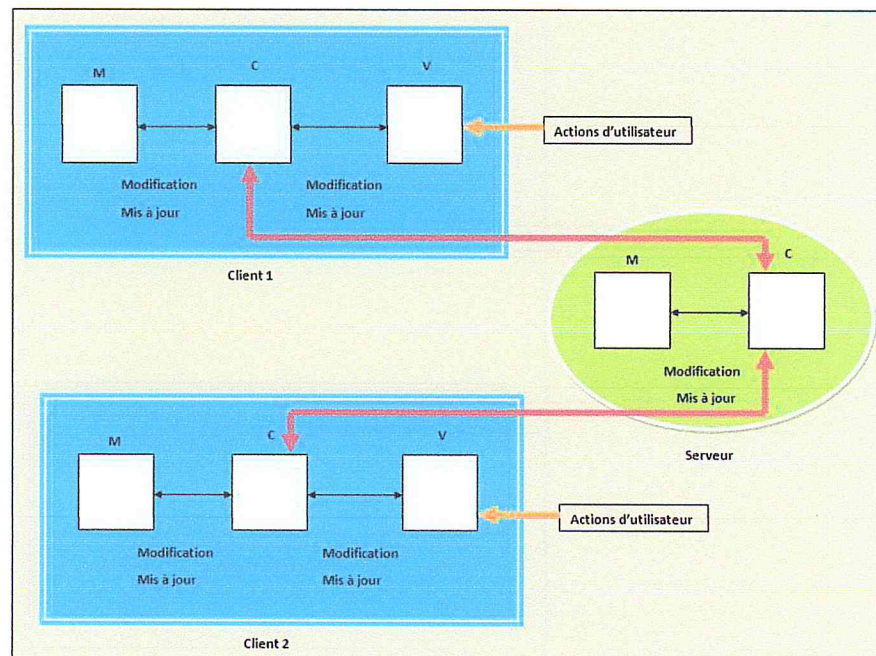 M C V
Actions d'utilisateur
Modification Modification
Mis à jour Mis à jour
Client 1
M C
Modification
Mis à jour
Serveur
M C V
Actions d'utilisateur
Modification Modification
Mis à jour Mis à jour
Client 2